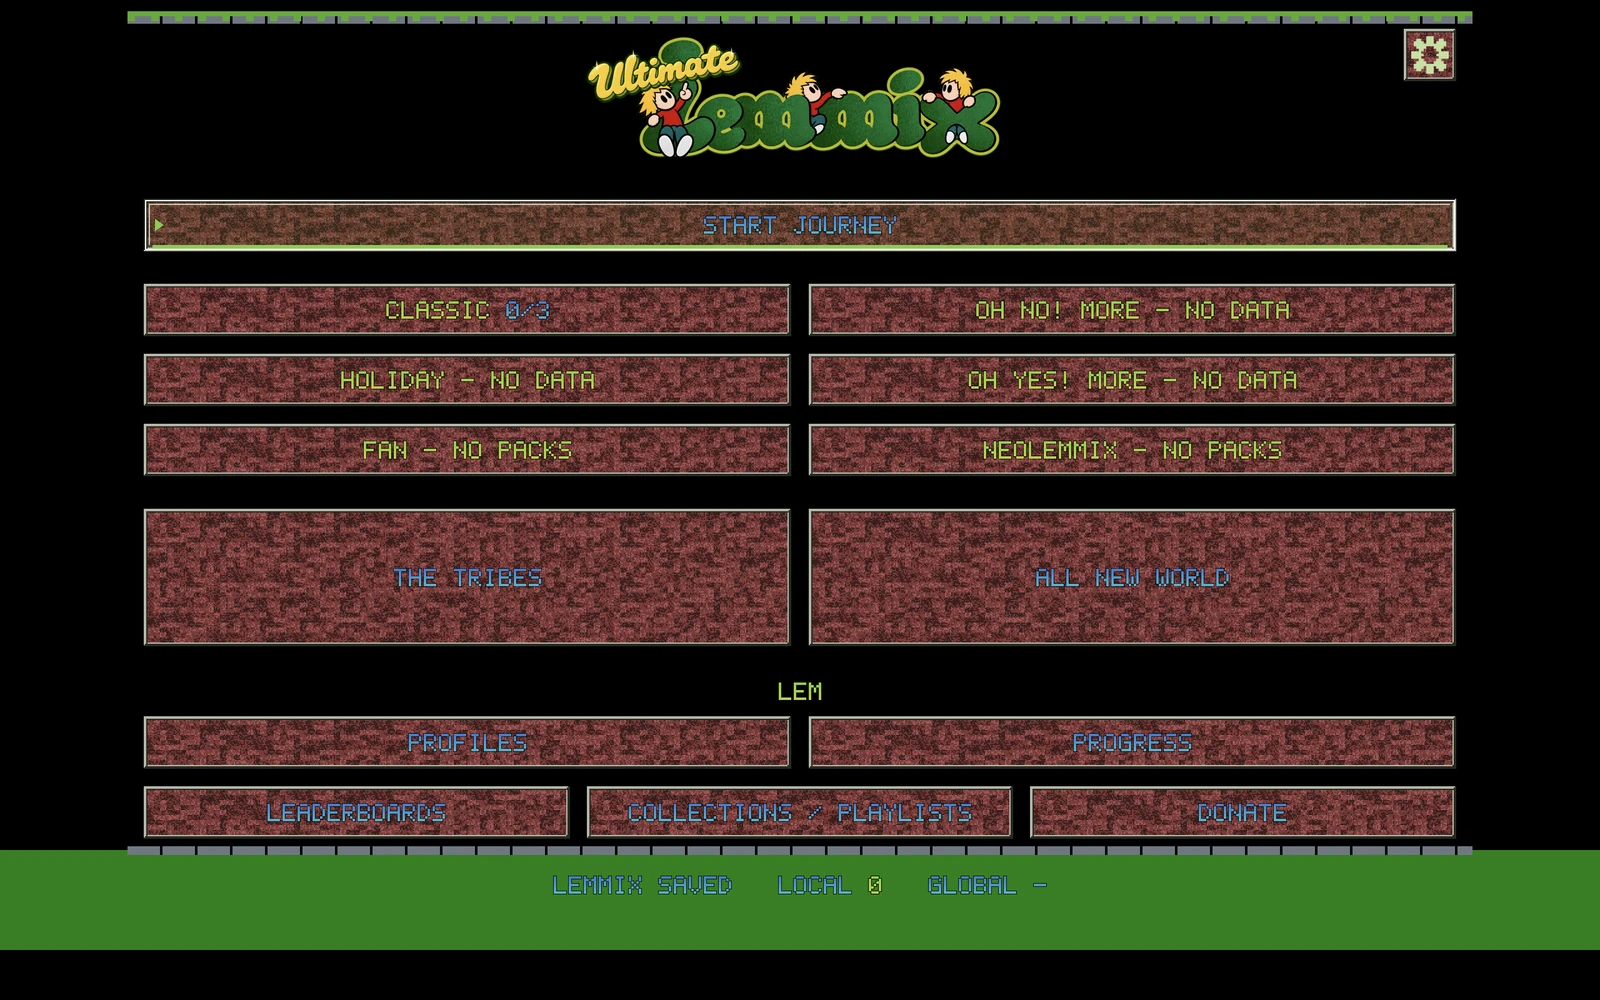 Ultimate
Lemmix
START JOURNEY
CLASSIC 0/3
OH NO! MORE - NO DATA
HOLIDAY - NO DATA
OH YES! MORE - NO DATA
FAN - NO PACKS
NEOLEMMIX - NO PACKS
THE TRIBES
ALL NEW WORLD
LEM
PROFILES
PROGRESS
LEADERBOARDS
COLLECTIONS / PLAYLISTS
DONATE
LEMMIX SAVED LOCAL 0 GLOBAL -